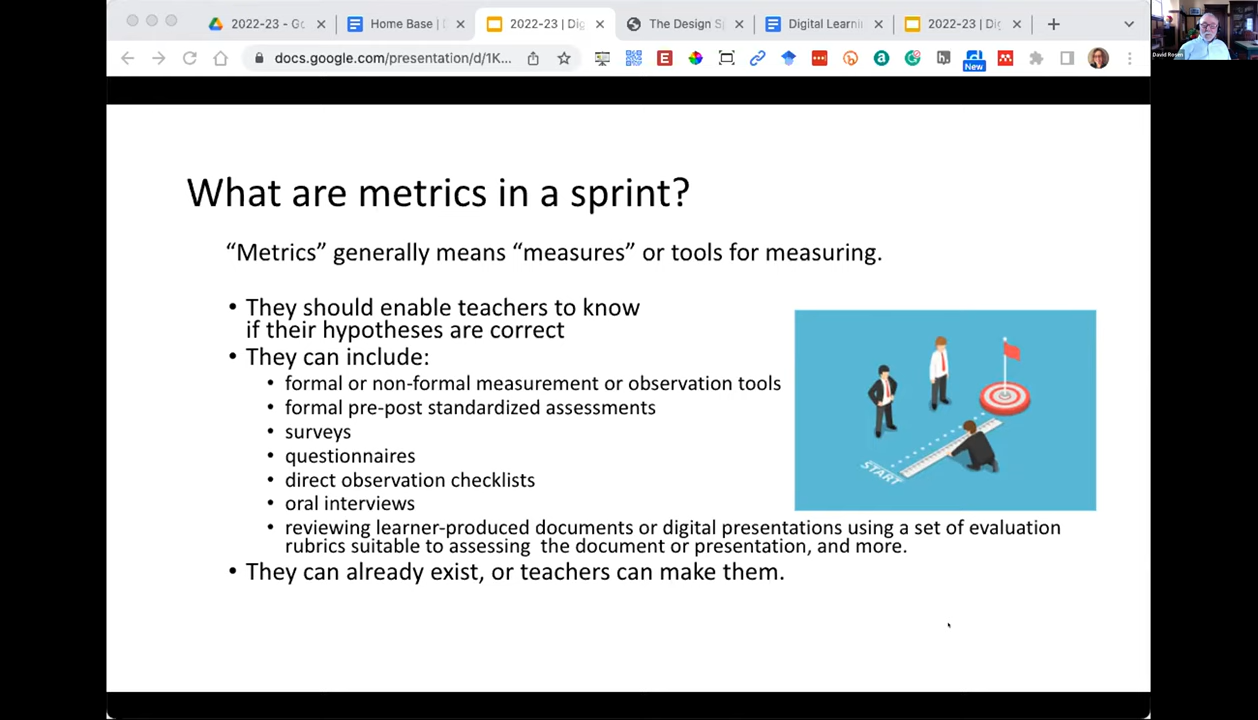 2022-23 - Go
Home Base |
2022-23 | Dig
The Design S
Digital Learni
2022-23 | Dig
docs.google.com/presentation/d/1K...
New
David Rosen
What are metrics in a sprint?
“Metrics” generally means “measures” or tools for measuring.
• They should enable teachers to know
if their hypotheses are correct
• They can include:
• formal or non-formal measurement or observation tools
• formal pre-post standardized assessments
• surveys
• questionnaires
• direct observation checklists
• oral interviews
• reviewing learner-produced documents or digital presentations using a set of evaluation
rubrics suitable to assessing the document or presentation, and more.
• They can already exist, or teachers can make them.
START